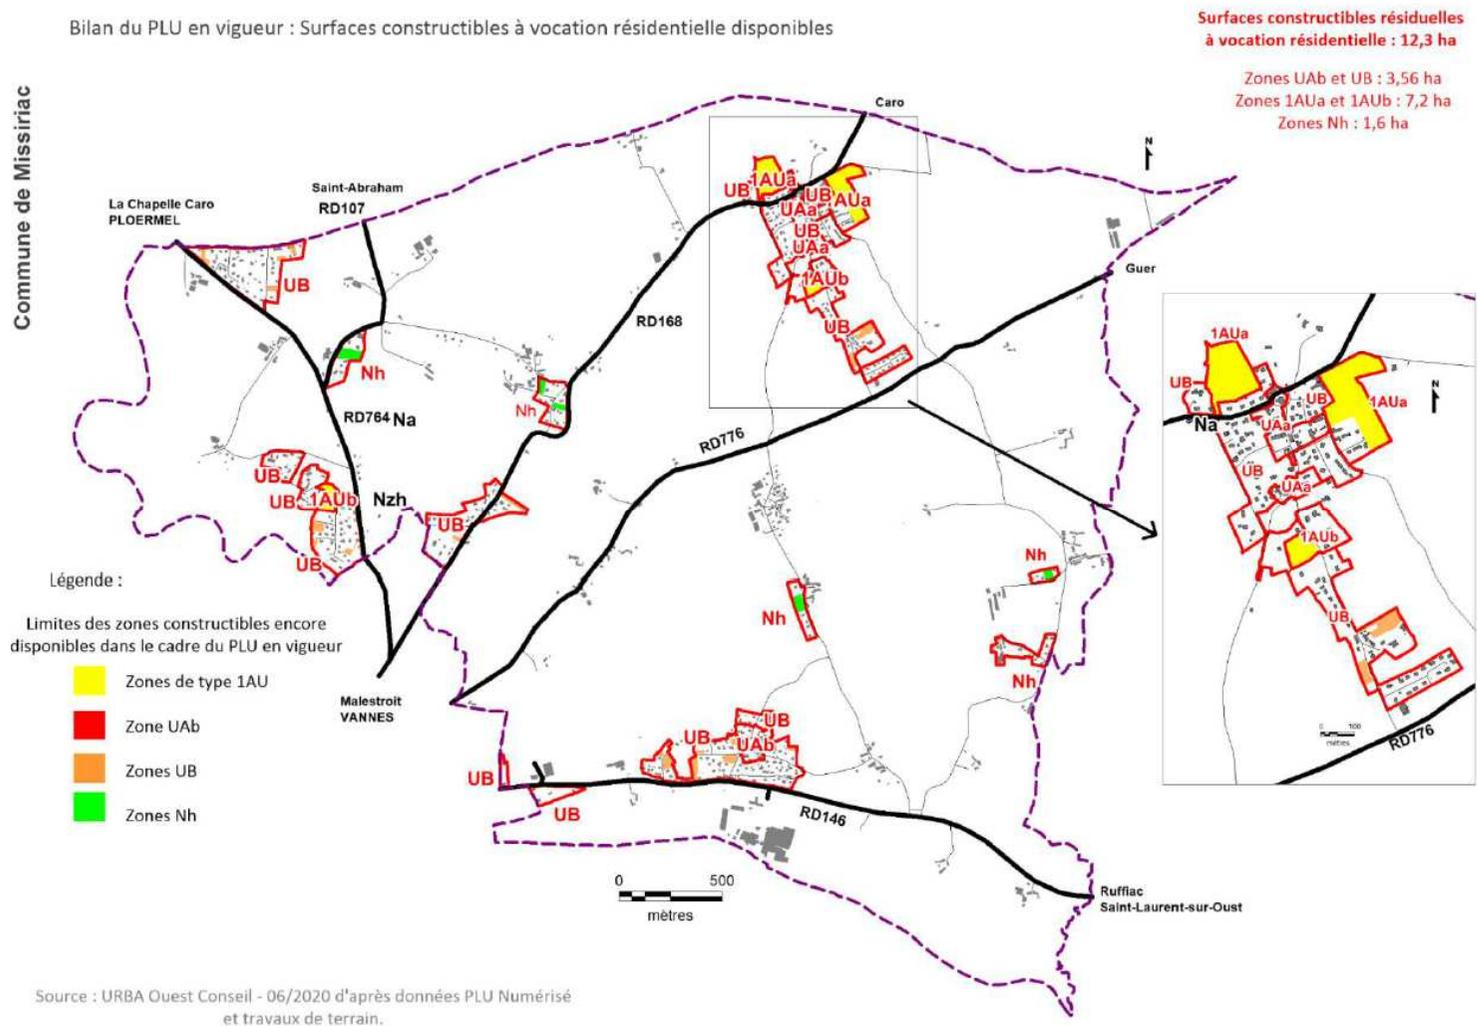 Bilan du PLU en vigueur : Surfaces constructibles à vocation résidentielle disponibles
Surfaces constructibles résiduelles
à vocation résidentielle : 12,3 ha
Zones UAb et UB : 3,56 ha
Zones 1AUa et 1AUb : 7,2 ha
Zones Nh : 1,6 ha
Commune de Missiriac
Caro
N
Saint-Abraham
RD107
La Chapelle Caro
PLOERMEL
1AUa
UB
UB
1AUa
UAa
UB
UAa
1AUb
UB
Guer
UB
RD168
Nh
Nh
RD764
Na
RD776
UB
UB
1AUb
UB
Nzh
UB
1AUa
UB
Na
UB
1AUa
N
UAa
UB
UAa
1AUb
UB
0 100
mètres
RD776
Nh
Nh
Nh
Légende :
Limites des zones constructibles encore
disponibles dans le cadre du PLU en vigueur
Zones de type 1AU
Zone UAb
Zones UB
Zones Nh
Malestroit
VANNES
UB
UB
UAb
UB
UB
RD146
0 500
mètres
Ruffiac
Saint-Laurent-sur-Oust
Source : URBA Ouest Conseil - 06/2020 d'après données PLU Numérisé
et travaux de terrain.